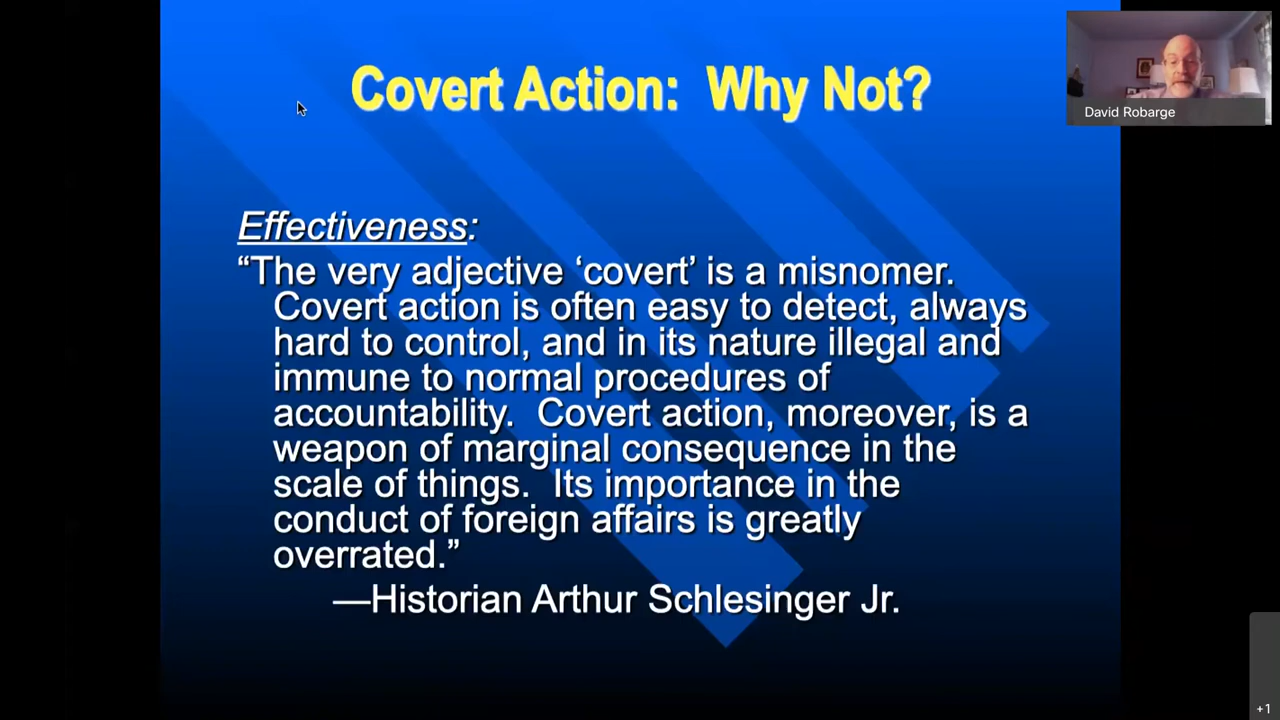 Covert Action: Why Not?
David Robarge
Effectiveness:
“The very adjective ‘covert’ is a misnomer.
Covert action is often easy to detect, always
hard to control, and in its nature illegal and
immune to normal procedures of
accountability. Covert action, moreover, is a
weapon of marginal consequence in the
scale of things. Its importance in the
conduct of foreign affairs is greatly
overrated.”
—Historian Arthur Schlesinger Jr.
+1